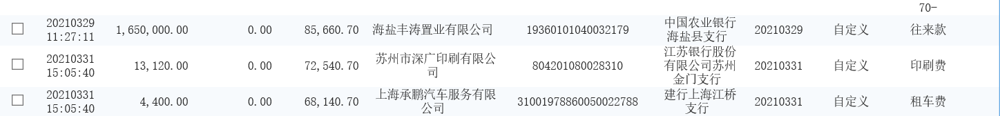 70-
20210329 11:27:11 1,650,000.00 0.00 85,660.70 海盐丰涛置业有限公司 19360101040032179 中国农业银行海盐县支行 20210329 自定义 往来款
20210331 15:05:40 13,120.00 0.00 72,540.70 苏州市深广印刷有限公司 804201080028310 江苏银行股份有限公司苏州金门支行 20210331 自定义 印刷费
20210331 15:05:40 4,400.00 0.00 68,140.70 上海承鹏汽车服务有限公司 31001978860050022788 建行上海江桥支行 20210331 自定义 租车费